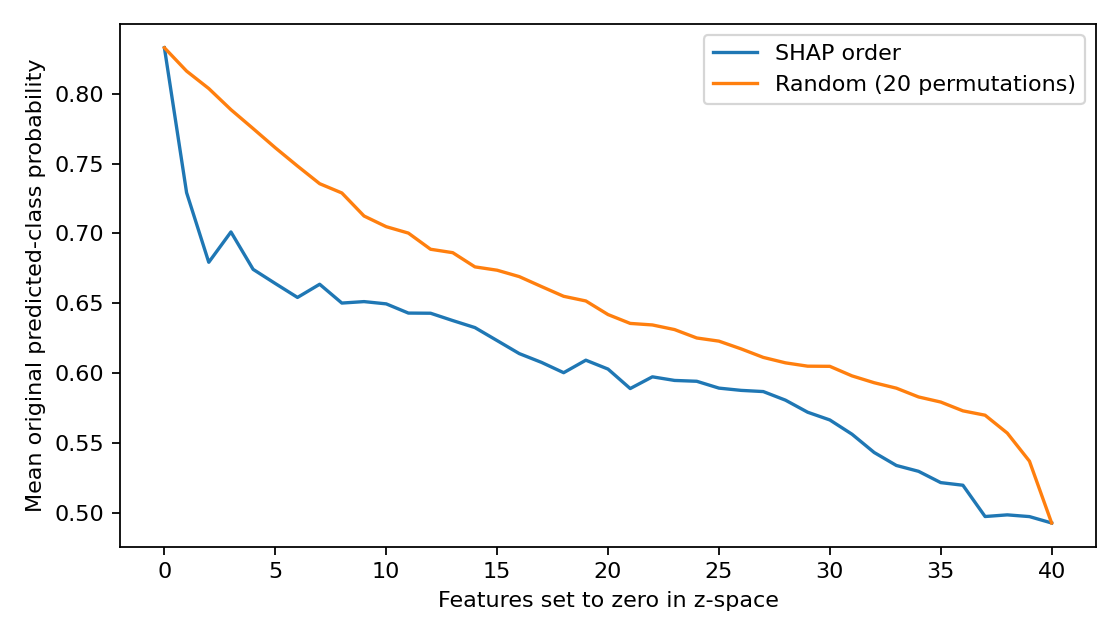 SHAP order
Random (20 permutations)
Mean original predicted-class probability
0.80
0.75
0.70
0.65
0.60
0.55
0.50
0 5 10 15 20 25 30 35 40
Features set to zero in z-space